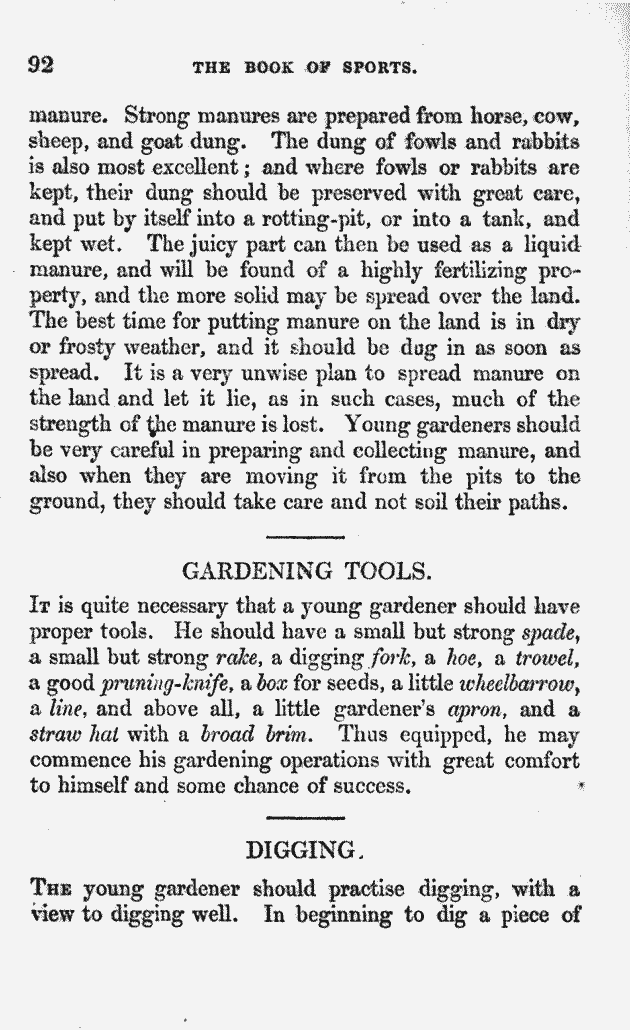 92 THE BOOK OF SPORTS.
manure. Strong manures are prepared from horse, cow,
sheep, and goat dung. The dung of fowls and rabbits
is also most excellent; and where fowls or rabbits are
kept, their dung should be preserved with great care,
and put by itself into a rotting-pit, or into a tank, and
kept wet. The juicy part can then be used as a liquid
manure, and will be found of a highly fertilizing pro-
perty, and the more solid may be spread over the land.
The best time for putting manure on the land is in dry
or frosty weather, and it should be dug in as soon as
spread. It is a very unwise plan to spread manure on
the land and let it lie, as in such cases, much of the
strength of the manure is lost. Young gardeners should
be very careful in preparing and collecting manure, and
also when they are moving it from the pits to the
ground, they should take care and not soil their paths.
GARDENING TOOLS.
IT is quite necessary that a young gardener should have
proper tools. He should have a small but strong spade,
a small but strong rake, a digging fork, a hoe, a trowel,
a good pruning-knife, a box for seeds, a little wheelbarrow,
a line, and above all, a little gardener's apron, and a
straw hat with a broad brim. Thus equipped, he may
commence his gardening operations with great comfort
to himself and some chance of success.
DIGGING.
THE young gardener should practise digging, with a
view to digging well. In beginning to dig a piece of